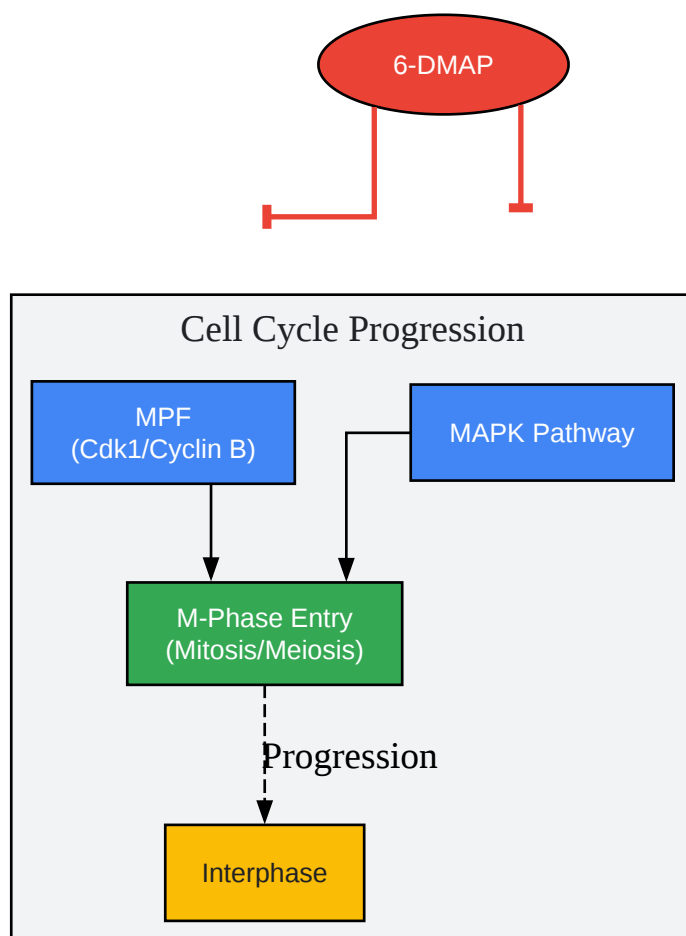 6-DMAP
Cell Cycle Progression
MPF
(Cdk1/Cyclin B)
MAPK Pathway
M-Phase Entry
(Mitosis/Meiosis)
Progression
Interphase